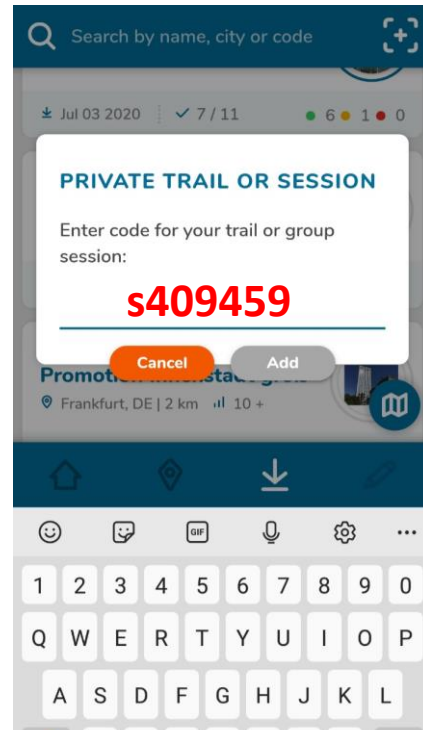 Search by name, city or code
Jul 03 2020 7 / 11 6 1 0
PRIVATE TRAIL OR SESSION
Enter code for your trail or group
session:
s409459
Cancel Add
Frankfurt, DE | 2 km 10 +
GIF
1 2 3 4 5 6 7 8 9 0
Q W E R T Y U I O P
A S D F G H J K L